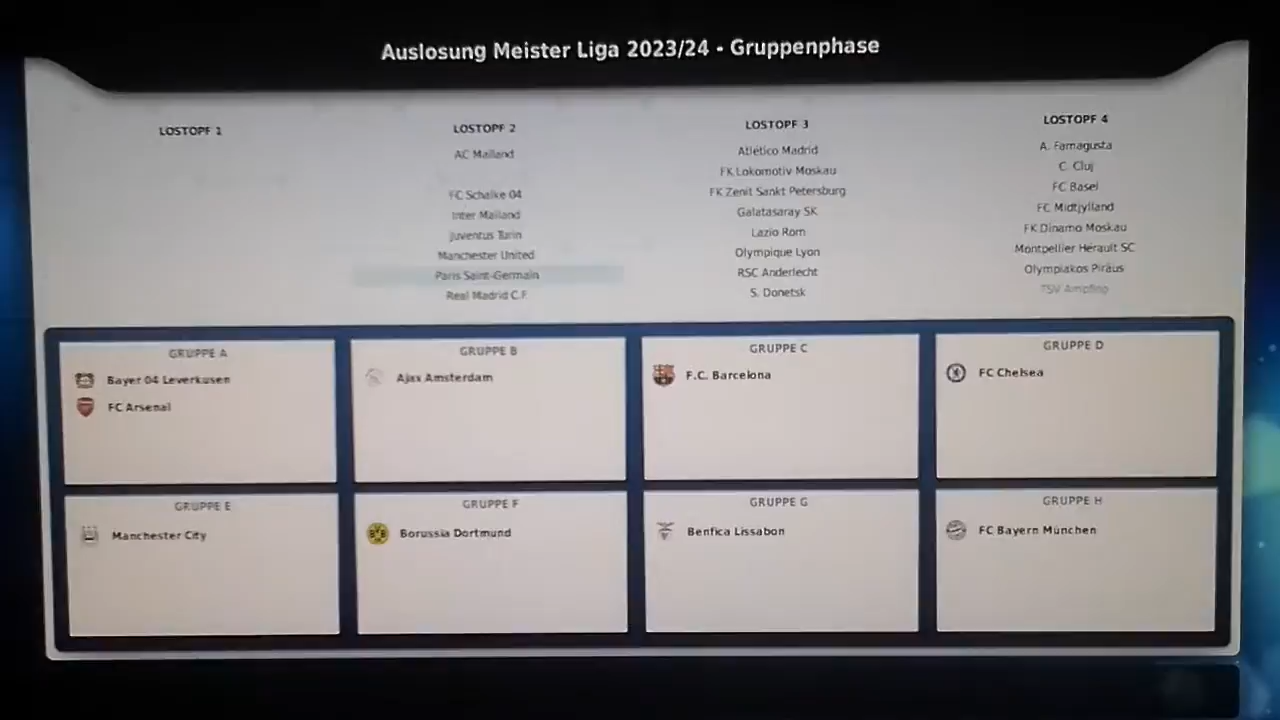 Auslosung Meister Liga 2023/24 - Gruppenphase
LOSTOPF 1
LOSTOPF 2
AC Mailand
FC Schalke 04
Inter Mailand
Juventus Turin
Manchester United
Paris Saint-Germain
Real Madrid C.F.
LOSTOPF 3
Atlético Madrid
FK Lokomotiv Moskau
FK Zenit Sankt Petersburg
Galatasaray SK
Lazio Rom
Olympique Lyon
RSC Anderlecht
S. Donetsk
LOSTOPF 4
A. Famagusta
C. Cluj
FC Basel
FC Midtjylland
FK Dinamo Moskau
Montpellier Hérault SC
Olympiakos Piräus
TSV Ampfing
GRUPPE A
Bayer 04 Leverkusen
FC Arsenal
GRUPPE B
Ajax Amsterdam
GRUPPE C
F.C. Barcelona
GRUPPE D
FC Chelsea
GRUPPE E
Manchester City
GRUPPE F
Borussia Dortmund
GRUPPE G
Benfica Lissabon
GRUPPE H
FC Bayern München